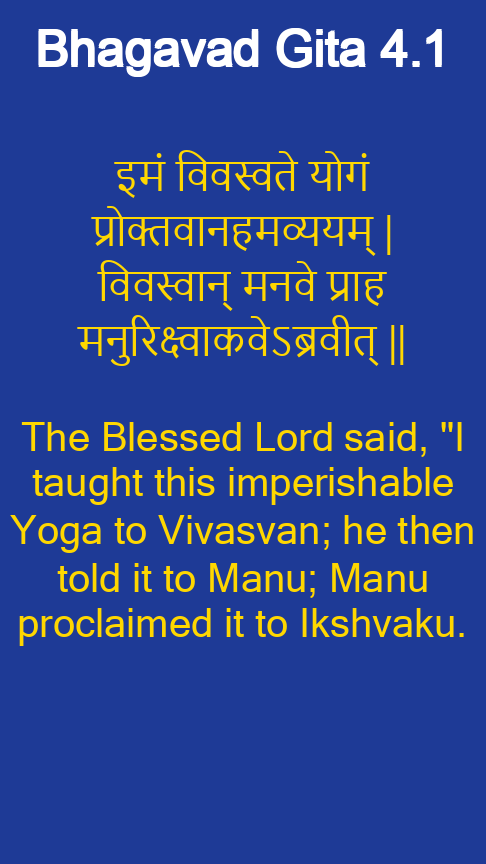 Bhagavad Gita 4.1
इमं विवस्वते योगं
प्रोक्तवानहमव्ययम् |
विवस्वान् मनवे प्राह
मनुरिक्ष्वाकवेऽब्रवीत् ||
The Blessed Lord said, "I
taught this imperishable
Yoga to Vivasvan; he then
told it to Manu; Manu
proclaimed it to Ikshvaku.